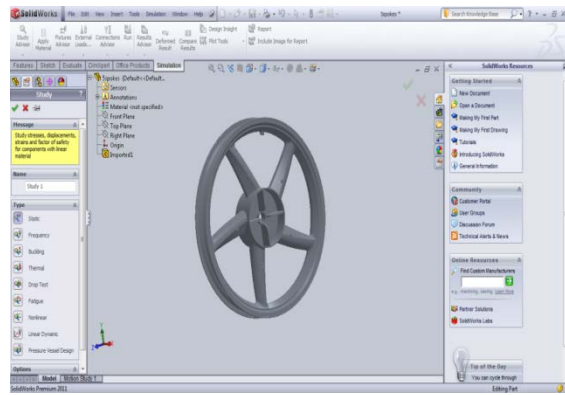 SolidWorks File Edit View Insert Tools Simulation Window Help 5spokes * Search Knowledge Base
Study Advisor
Apply Material
Fixtures Advisor
External Loads...
Connections Advisor
Run
Results Advisor
Deformed Result
Compare Results
Design Insight
Plot Tools
Report
Include Image for Report
Features Sketch Evaluate DimXpert Office Products Simulation
5spokes (Default<<Default...
Sensors
Annotations
Material <not specified>
Front Plane
Top Plane
Right Plane
Origin
Imported1
Study
Message
Study stresses, displacements,
strains and factor of safety
for components with linear
material
Name
Study 1
Type
Static
Frequency
Buckling
Thermal
Drop Test
Fatigue
Nonlinear
Linear Dynamic
Pressure Vessel Design
Options
Model Motion Study 1
SolidWorks Premium 2011
Editing Part
SolidWorks Resources
Getting Started
New Document
Open a Document
Making My First Part
Making My First Drawing
Tutorials
Introducing SolidWorks
General Information
Community
Customer Portal
User Groups
Discussion Forum
Technical Alerts & News
Online Resources
Find Custom Manufacturers
e.g. machining, casting Learn More
Partner Solutions
SolidWorks Labs
Tip of the Day
You can cycle through